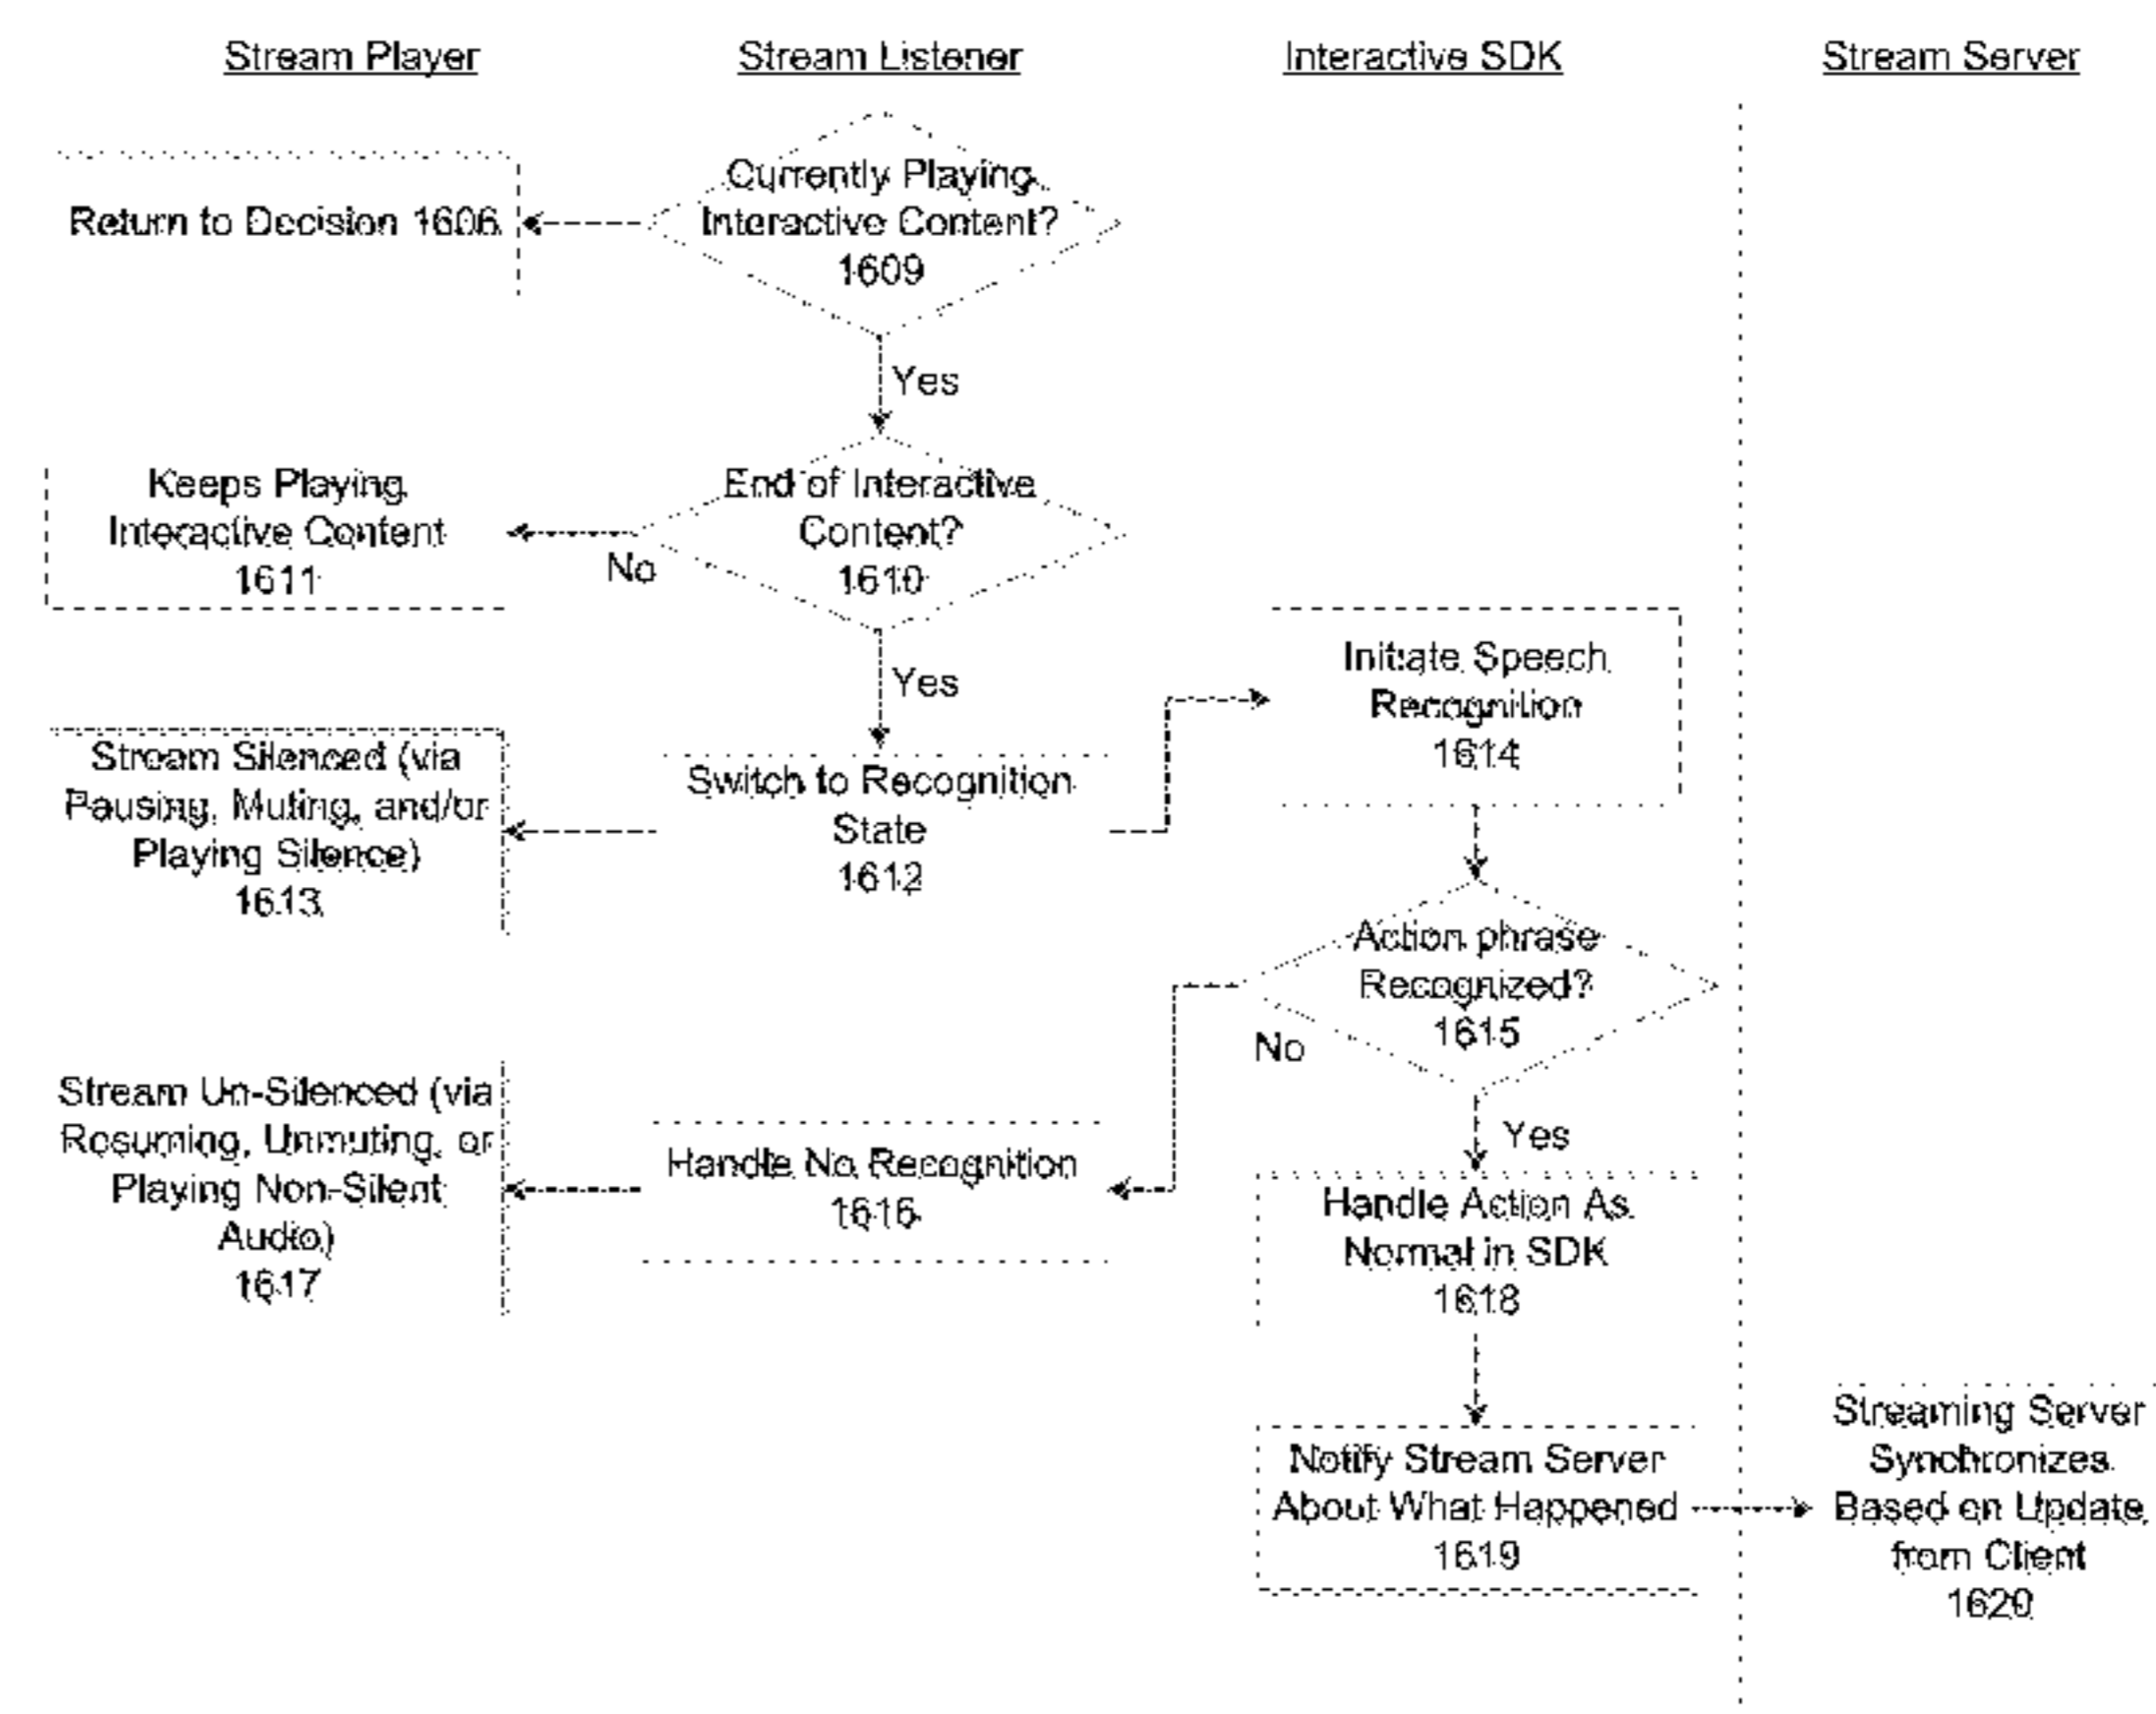 Stream Player
Stream Listener
Interactive SDK
Stream Server
Currently Playing
Interactive Content?
1609
Return to Decision 1606
Yes
End of Interactive
Content?
1610
No
Keeps Playing
Interactive Content
1611
Yes
Switch to Recognition
State
1612
Stream Silenced (via
Pausing, Muting, and/or
Playing Silence)
1613
Initiate Speech
Recognition
1614
Action phrase
Recognized?
1615
No
Yes
Handle No Recognition
1616
Stream Un-Silenced (via
Resuming, Unmuting, or
Playing Non-Silent
Audio)
1617
Handle Action As
Normal in SDK
1618
Notify Stream Server
About What Happened
1619
Streaming Server
Synchronizes
Based on Update
from Client
1620